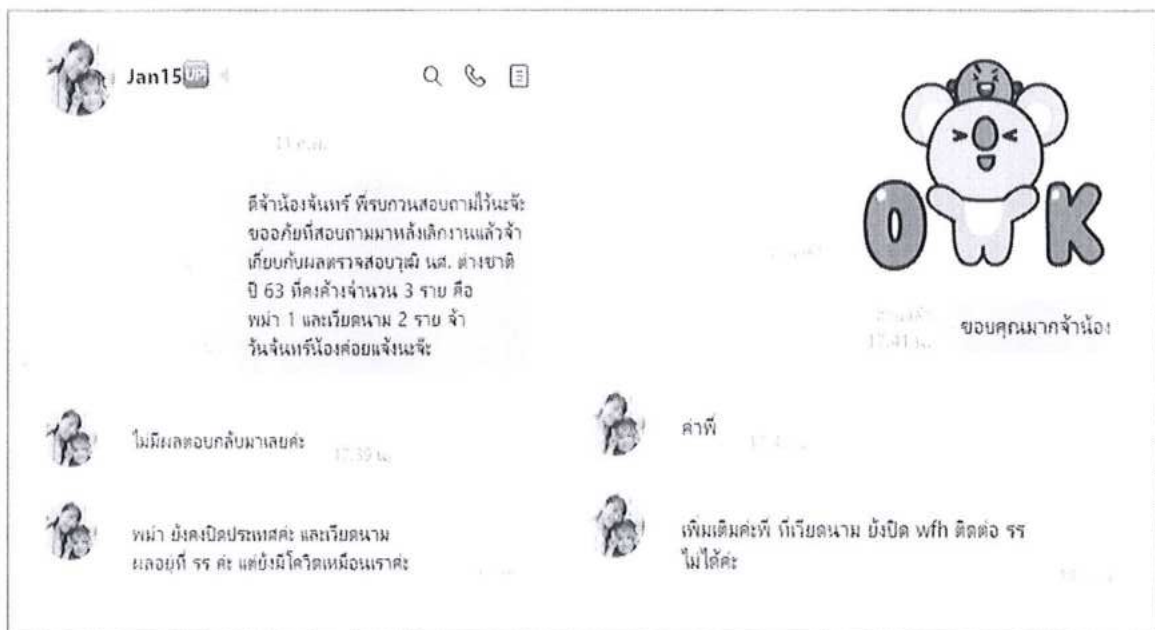 Jan15 UP!
ดีจ้าน้องจันทร์ พี่รบกวนสอบถามไว้นะจ๊ะ
ขออภัยที่สอบถามมาหลังเลิกงานแล้วจ้า
เกี่ยวกับผลตรวจสอบวุฒิ นศ. ต่างชาติ
ปี 63 ที่คงค้างจำนวน 3 ราย คือ
พม่า 1 และเวียดนาม 2 ราย จ้า
วันจันทร์น้องค่อยแจ้งนะจ๊ะ
ไม่มีผลตอบกลับมาเลยค่ะ
17.39 น.
พม่า ยังคงปิดประเทศค่ะ และเวียดนาม
ผลอยู่ที่ รร ค่ะ แต่ยังมีโควิดเหมือนเราค่ะ
OK
17.41 น.
ขอบคุณมากจ้าน้อง
ค่าพี่
เพิ่มเติมค่ะพี่ ที่เวียดนาม ยังปิด wfh ติดต่อ รร
ไม่ได้ค่ะ